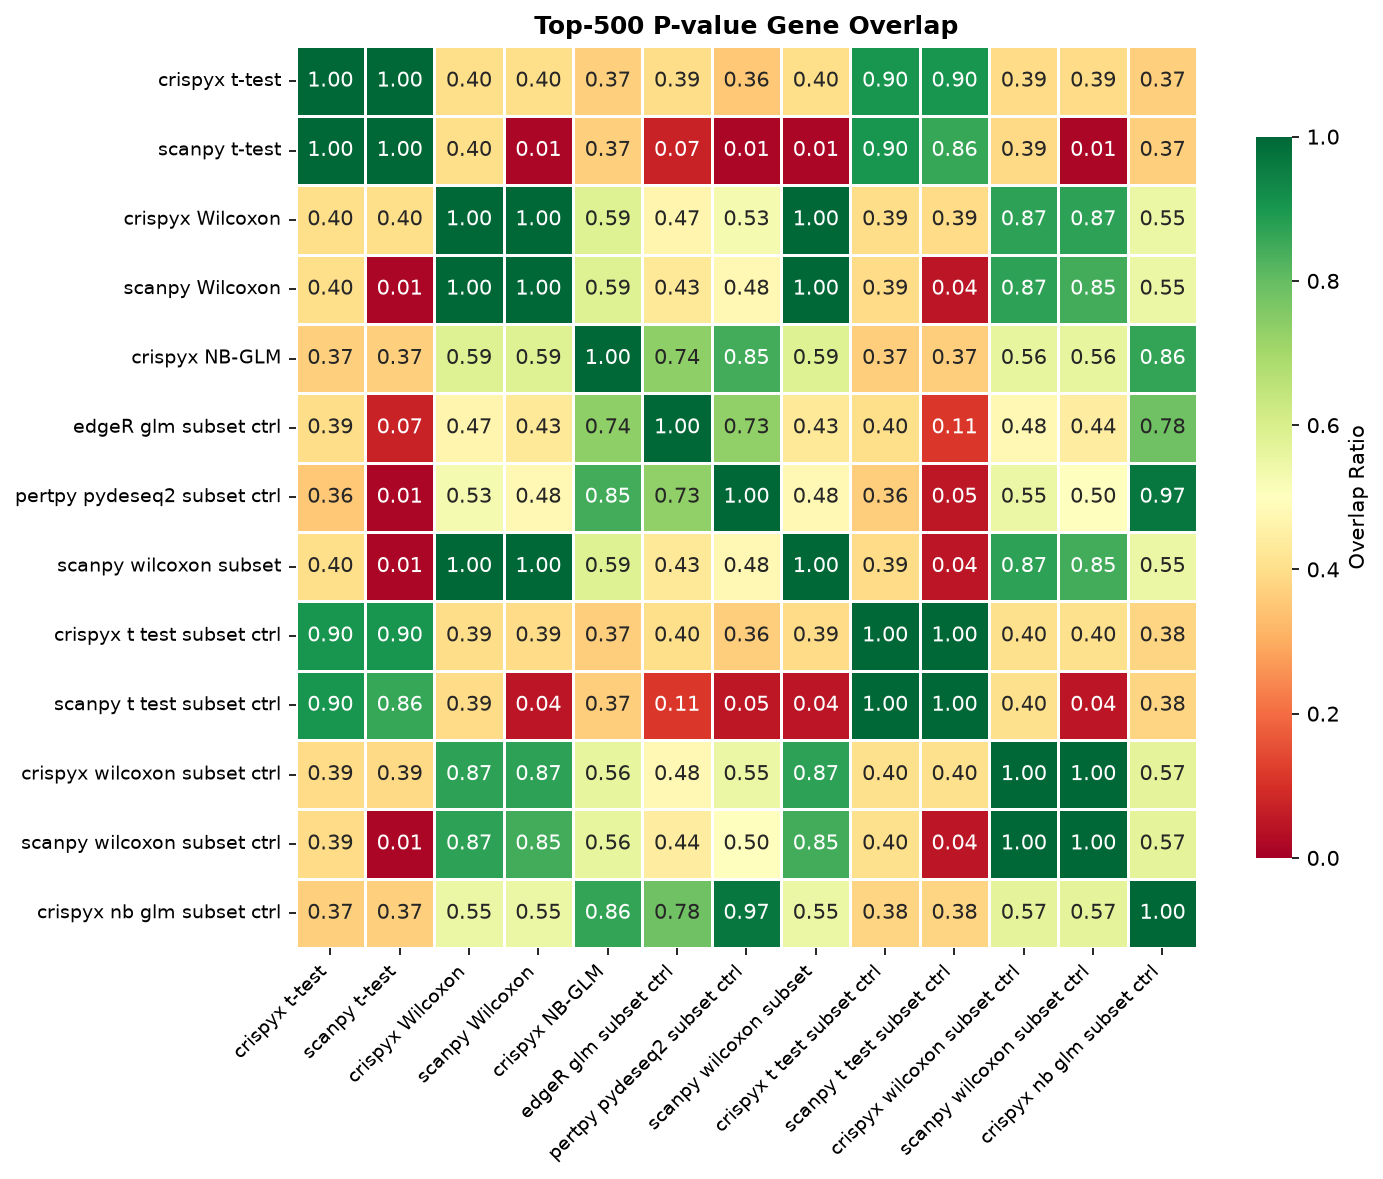 Top-500 P-value Gene Overlap
crispyx t-test 1.00 1.00 0.40 0.40 0.37 0.39 0.36 0.40 0.90 0.90 0.39 0.39 0.37
scanpy t-test 1.00 1.00 0.40 0.01 0.37 0.07 0.01 0.01 0.90 0.86 0.39 0.01 0.37
crispyx Wilcoxon 0.40 0.40 1.00 1.00 0.59 0.47 0.53 1.00 0.39 0.39 0.87 0.87 0.55
scanpy Wilcoxon 0.40 0.01 1.00 1.00 0.59 0.43 0.48 1.00 0.39 0.04 0.87 0.85 0.55
crispyx NB-GLM 0.37 0.37 0.59 0.59 1.00 0.74 0.85 0.59 0.37 0.37 0.56 0.56 0.86
edgeR glm subset ctrl 0.39 0.07 0.47 0.43 0.74 1.00 0.73 0.43 0.40 0.11 0.48 0.44 0.78
pertpy pydeseq2 subset ctrl 0.36 0.01 0.53 0.48 0.85 0.73 1.00 0.48 0.36 0.05 0.55 0.50 0.97
scanpy wilcoxon subset 0.40 0.01 1.00 1.00 0.59 0.43 0.48 1.00 0.39 0.04 0.87 0.85 0.55
crispyx t test subset ctrl 0.90 0.90 0.39 0.39 0.37 0.40 0.36 0.39 1.00 1.00 0.40 0.40 0.38
scanpy t test subset ctrl 0.90 0.86 0.39 0.04 0.37 0.11 0.05 0.04 1.00 1.00 0.40 0.04 0.38
crispyx wilcoxon subset ctrl 0.39 0.39 0.87 0.87 0.56 0.48 0.55 0.87 0.40 0.40 1.00 1.00 0.57
scanpy wilcoxon subset ctrl 0.39 0.01 0.87 0.85 0.56 0.44 0.50 0.85 0.40 0.04 1.00 1.00 0.57
crispyx nb glm subset ctrl 0.37 0.37 0.55 0.55 0.86 0.78 0.97 0.55 0.38 0.38 0.57 0.57 1.00
crispyx t-test
scanpy t-test
crispyx Wilcoxon
scanpy Wilcoxon
crispyx NB-GLM
edgeR glm subset ctrl
pertpy pydeseq2 subset ctrl
scanpy wilcoxon subset
crispyx t test subset ctrl
scanpy t test subset ctrl
crispyx wilcoxon subset ctrl
scanpy wilcoxon subset ctrl
crispyx nb glm subset ctrl
1.0
0.8
0.6
0.4
0.2
0.0
Overlap Ratio